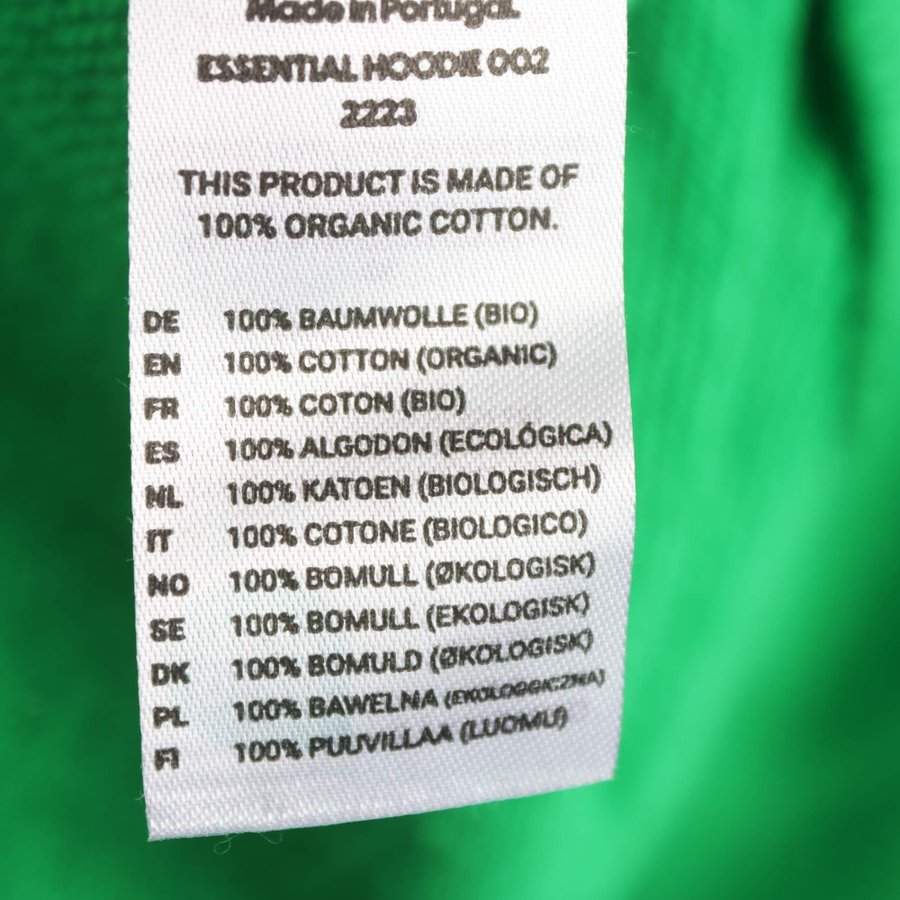 Made in Portugal.
ESSENTIAL HOODIE 002
2223
THIS PRODUCT IS MADE OF
100% ORGANIC COTTON.
DE 100% BAUMWOLLE (BIO)
EN 100% COTTON (ORGANIC)
FR 100% COTON (BIO)
ES 100% ALGODON (ECOLÓGICA)
NL 100% KATOEN (BIOLOGISCH)
IT 100% COTONE (BIOLOGICO)
NO 100% BOMULL (ØKOLOGISK)
SE 100% BOMULL (EKOLOGISK)
DK 100% BOMULD (ØKOLOGISK)
PL 100% BAWELNA
FI 100% PUUVILLAA (LUOMU)